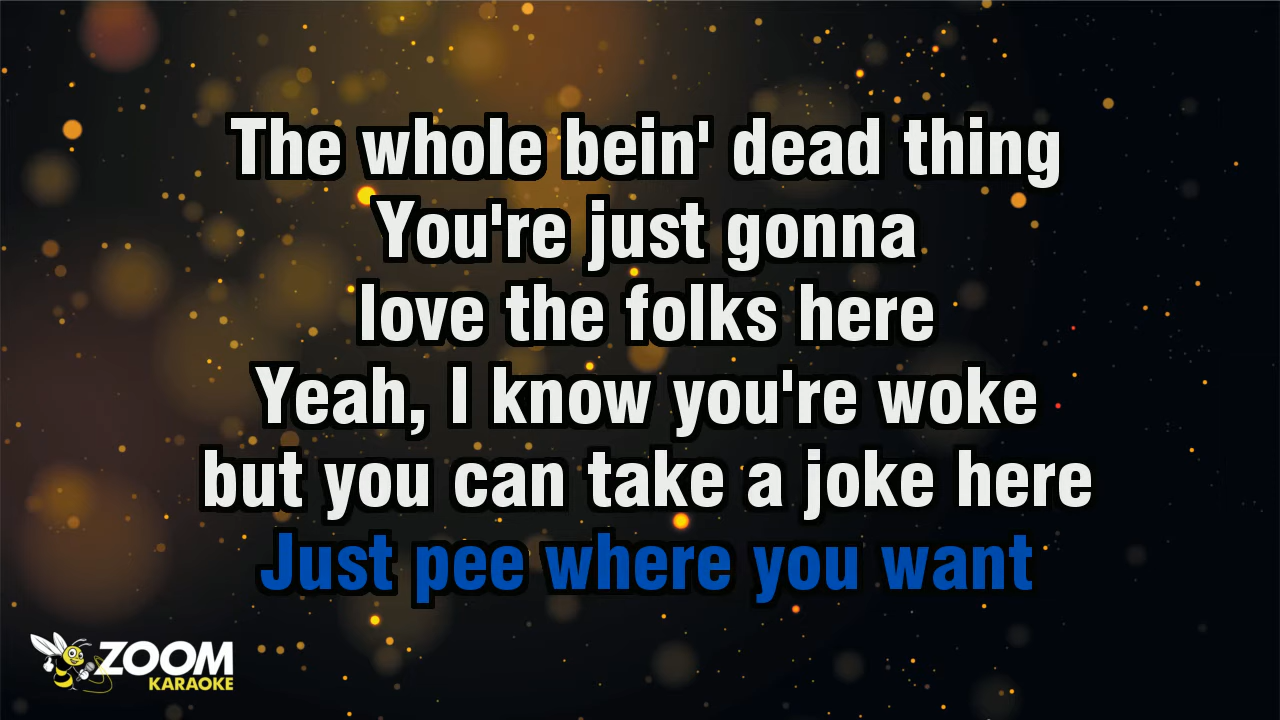 The whole bein' dead thing
You're just gonna
love the folks here
Yeah, I know you're woke
but you can take a joke here
Just pee where you want
ZOOM
KARAOKE